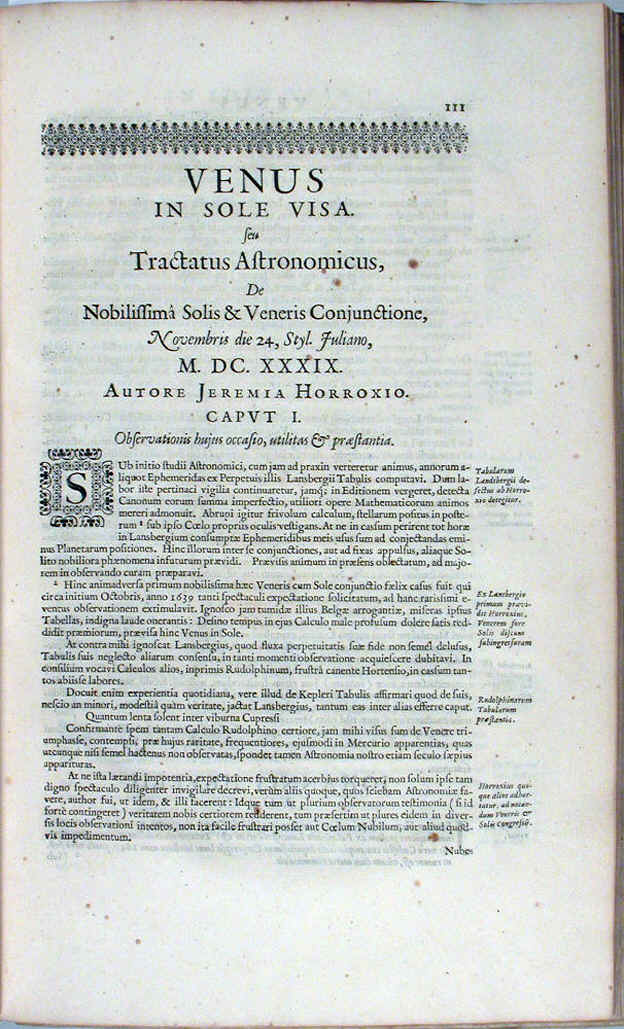 111
VENUS
IN SOLE VISA.
seu
Tractatus Astronomicus,
De
Nobilissimâ Solis & Veneris Conjunctione,
Novembris die 24, Styl. Juliano,
M. DC. XXXIX.
AUTORE JEREMIA HORROXIO.
CAPVT I.
Observationis hujus occasio, utilitas & præstantia.
SUb initio studii Astronomici, cum jam ad praxin verteretur animus, annorum a-
liquot Ephemeridas ex Perpetuis illis Lansbergii Tabulis computavi. Dum la-
bor iste pertinaci vigilia continuaretur, jamq; in Editionem vergeret, detecta
Canonum eorum summa imperfectio, utiliori opere Mathematicorum animos
mereri admonuit. Abrupi igitur frivolum calculum, stellarum positus in poste-
rum sub ipso Cœlo propriis oculis vestigans. At ne in cassum perirent tot horæ
in Lansbergium consumptæ Ephemeridibus meis usus sum ad conjectandas emi-
nus Planetarum positiones. Hinc illorum inter se conjunctiones, aut ad fixas appulsus, aliaque So-
lito nobiliora phænomena infuturum prævidi. Prævisis animum in præsens oblectatum, ad majo-
rem in observando curam præparavi.
Hinc animadversa primum nobilissima hæc Veneris cum Sole conjunctio fælix casus fuit qui
circa initium Octobris, anno 1639 tanti spectaculi expectatione solicitatum, ad hanc rarissimi e-
ventus observationem extimulavit. Ignosco jam tumidæ illius Belgæ arrogantiæ, miseras ipsius
Tabellas, indigna laude onerantis: Desino tempus in ejus Calculo male profusum dolere satis red-
didit præmiorum, prævisa hinc Venus in Sole.
At contra mihi ignoscat Lansbergius, quod fluxa perpetuitatis suæ fide non semel delusus,
Tabulis suis neglecto aliarum consensu, in tanti momenti observatione acquiescere dubitavi. In
consilium vocavi Calculos alios, inprimis Rudolphinum, frustrà canente Hortensio, in cassum tan-
tos abiisse labores.
Docuit enim experientia quotidiana, vere illud de Kepleri Tabulis affirmari quod de suis,
nescio an minori, modestiâ quàm veritate, jactat Lansbergius, tantum eas inter alias efferre caput.
Quantum lenta solent inter viburna Cupressi
Confirmante spem tantam Calculo Rudolphino certiore, jam mihi visus sum de Venere tri-
umphasse, contempsi, præ hujus raritate, frequentiores, ejusmodi in Mercurio apparentias, quas
utcunque nisi semel hactenus non observatas, spondet tamen Astronomia nostro etiam seculo sæpius
apparituras.
At ne ista lætandi impotentia, expectatione frustratum acerbius torqueret, non solum ipse tam
digno spectaculo diligenter invigilare decrevi, verùm aliis quoque, quos sciebam Astronomiæ fa-
vere, author fui, ut idem, & illi facerent: Idque tum ut plurium observatorum testimonia ( si id
fortè contingeret ) veritatem nobis certiorem redderent, tum præsertim ut plures eidem in diver-
sis locis observationi intentos, non ita facile frustrari posset aut Cœlum Nubilum, aut aliud quod-
vis impedimentum.
Nubes
Tabularum
Landsbergii de-
fectus ab Horro-
xio detegitur.
Ex Lansbergio
primum prævi-
dit Horroxius,
Venerem fore
Solis discum
subingressuram
Rudolphinarum
Tabularum
præstantia.
Horroxius quo-
que alios adhor-
tatur, ad notan-
dum Veneris &
Solis Congressū.